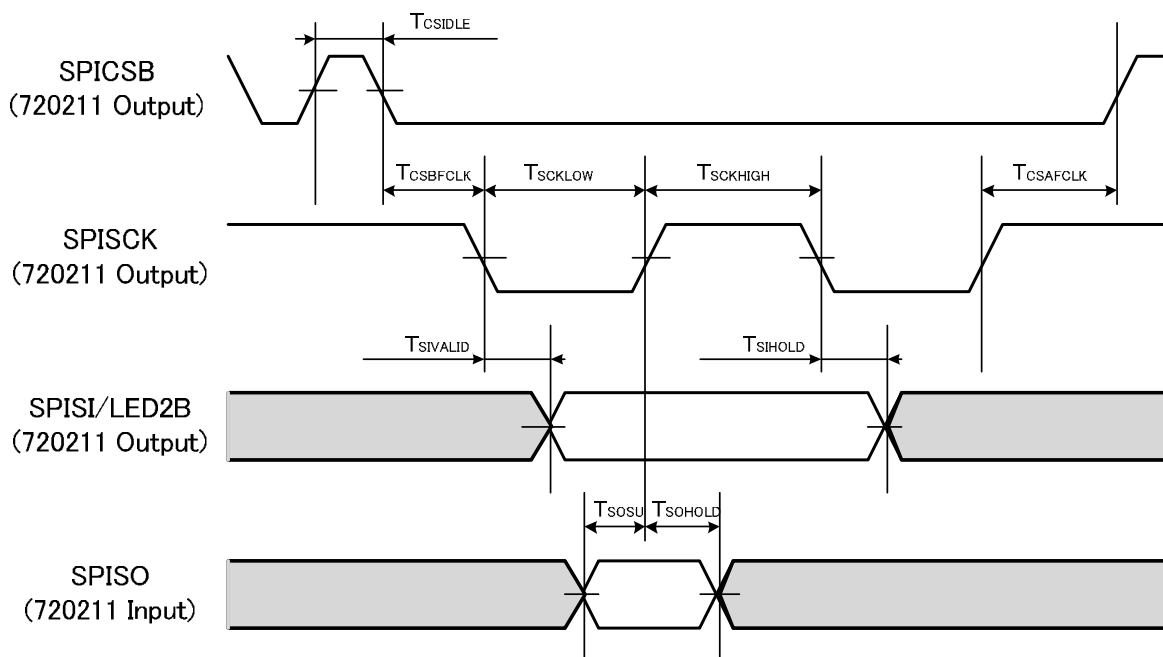 TCSIDLE
SPICSB
(720211 Output)
TCSBFCLK TSCKLOW TSCKHIGH TCSAFCLK
SPISCK
(720211 Output)
TSIVALID TSIHOLD
SPISI/LED2B
(720211 Output)
TSOSU TSOHOLD
SPISO
(720211 Input)